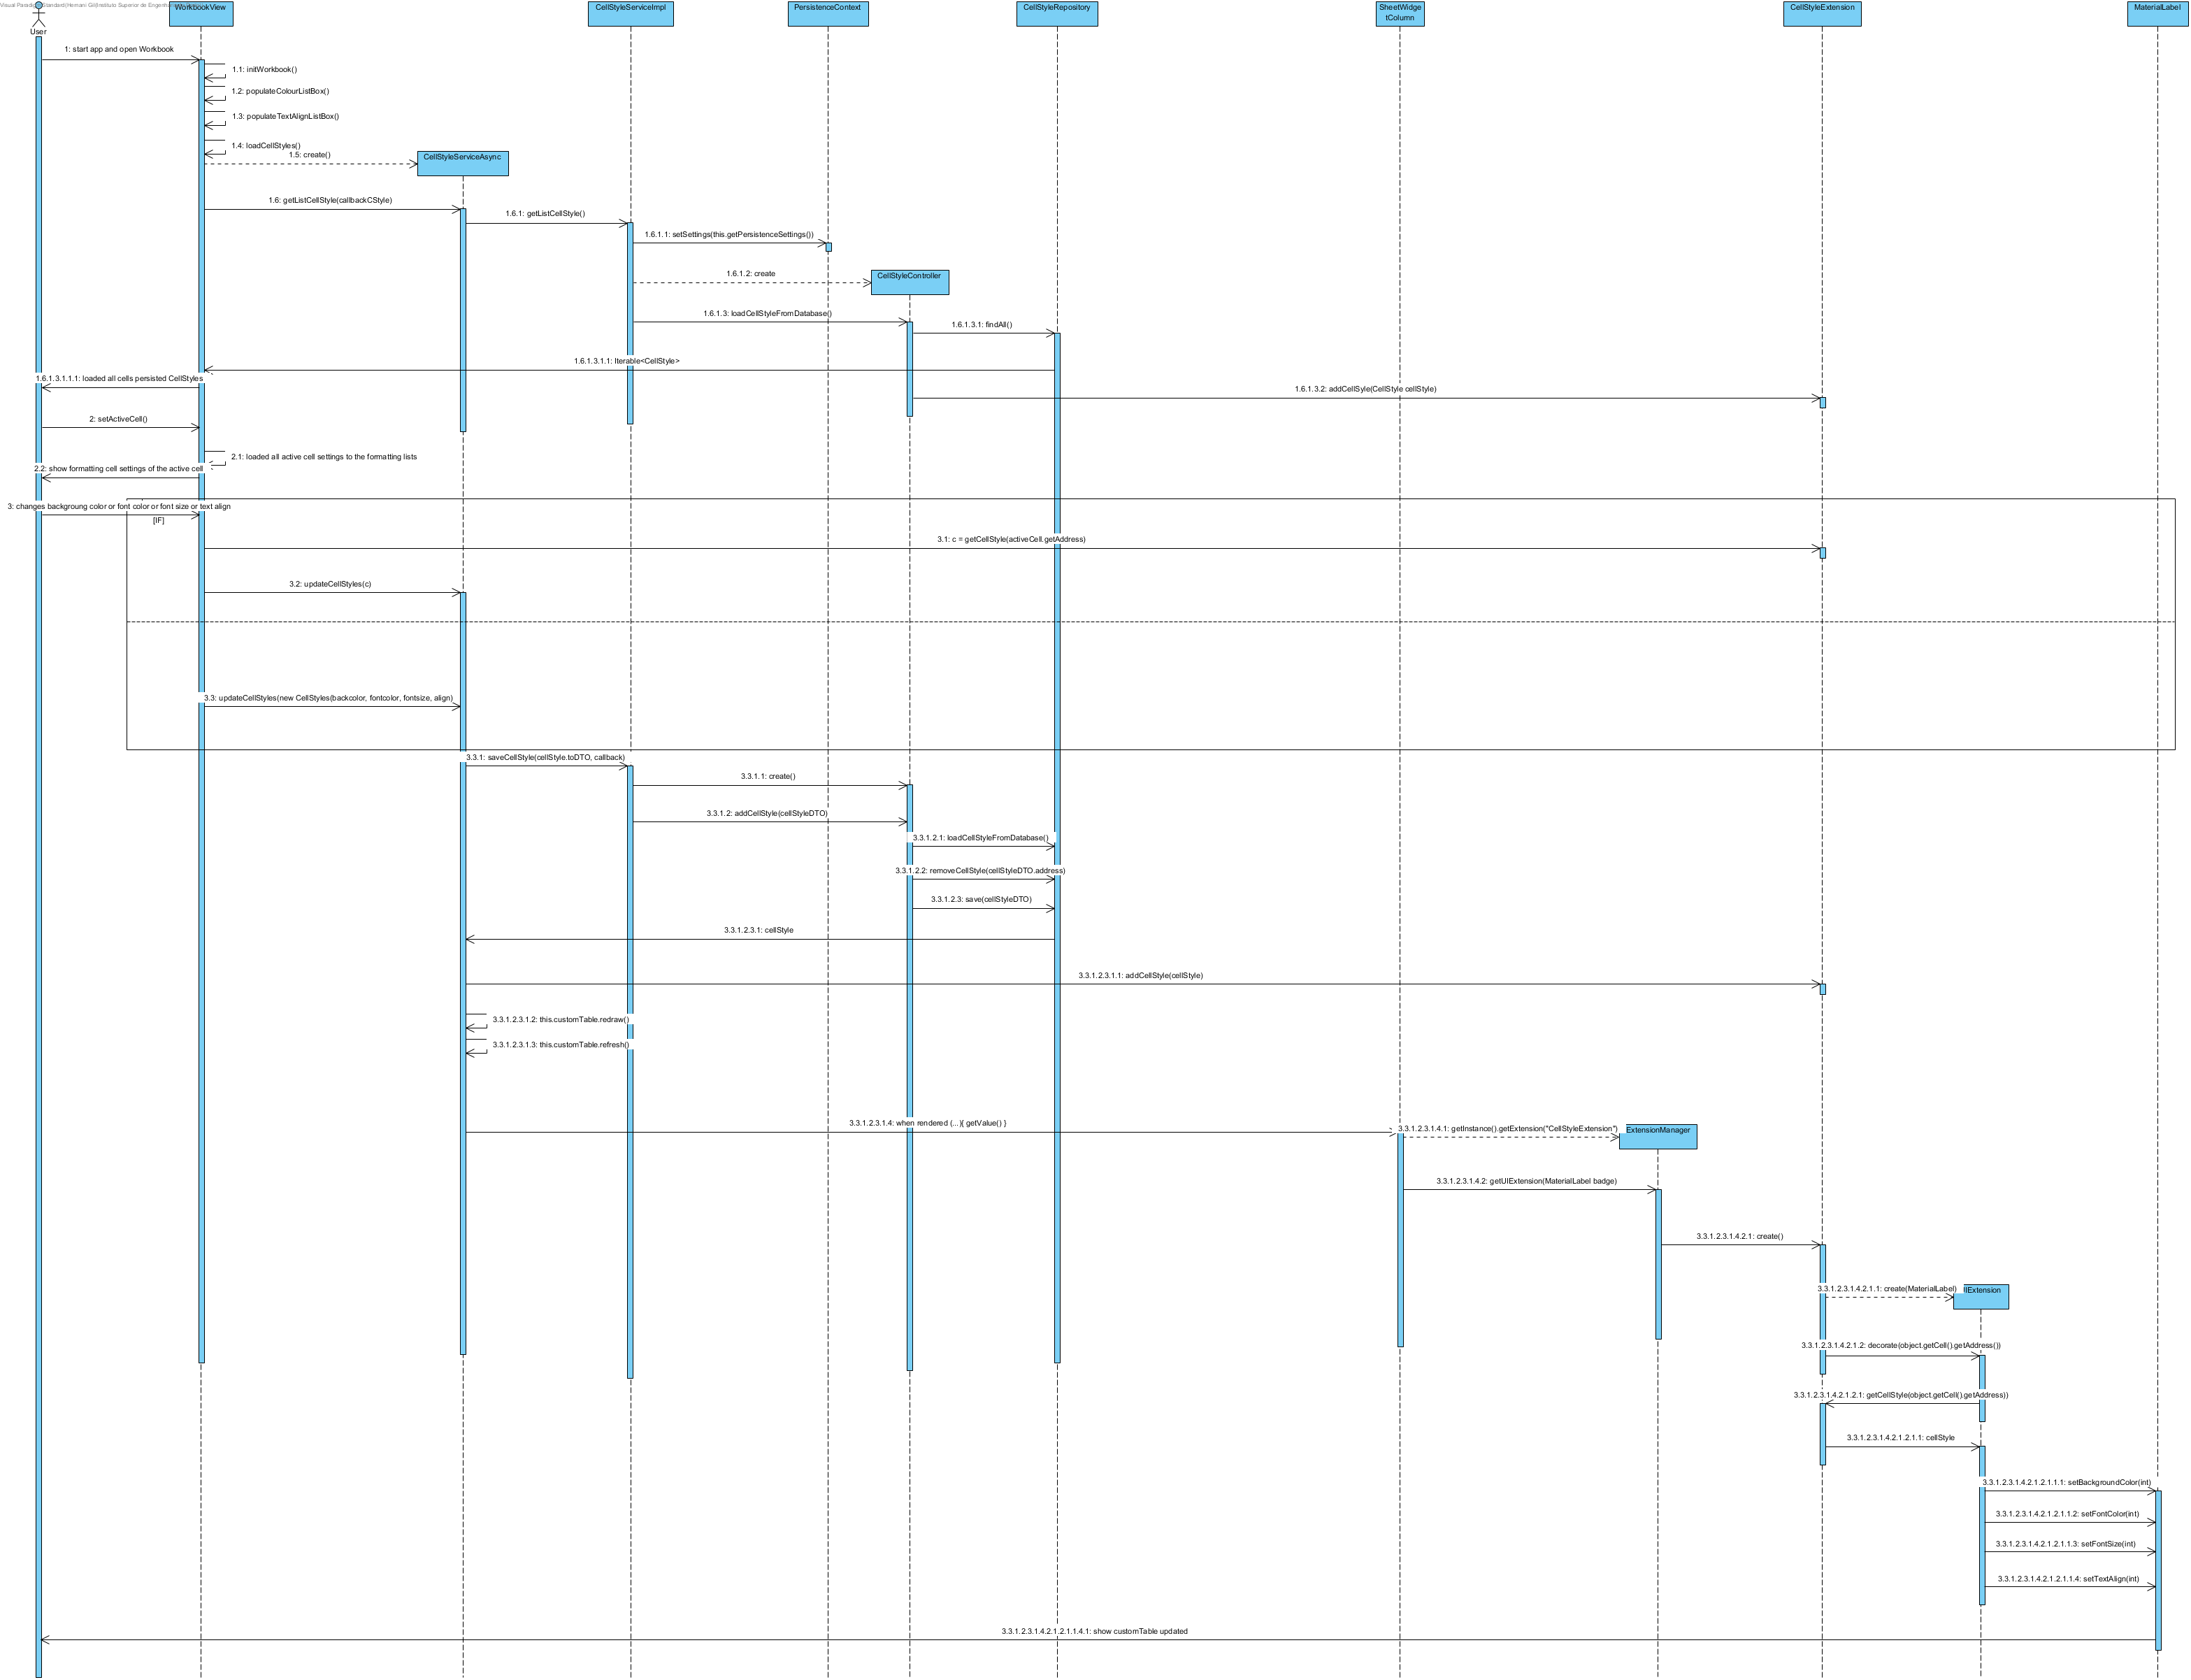 Visual Paradigm Standard(Hernani Gil(Instituto Superior de Engenha
User
WorkbookView
CellStyleServiceImpl
PersistenceContext
CellStyleRepository
SheetWidge
tColumn
CellStyleExtension
MaterialLabel
1: start app and open Workbook
1.1: initWorkbook()
1.2: populateColourListBox()
1.3: populateTextAlignListBox()
1.4: loadCellStyles()
1.5: create()
CellStyleServiceAsync
1.6: getListCellStyle(callbackCStyle)
1.6.1: getListCellStyle()
1.6.1.1: setSettings(this.getPersistenceSettings())
1.6.1.2: create
CellStyleController
1.6.1.3: loadCellStyleFromDatabase()
1.6.1.3.1: findAll()
1.6.1.3.1.1: Iterable<CellStyle>
1.6.1.3.1.1.1: loaded all cells persisted CellStyles
1.6.1.3.2: addCellSyle(CellStyle cellStyle)
2: setActiveCell()
2.1: loaded all active cell settings to the formatting lists
2.2: show formatting cell settings of the active cell
3: changes backgroung color or font color or font size or text align
[IF]
3.1: c = getCellStyle(activeCell.getAddress)
3.2: updateCellStyles(c)
3.3: updateCellStyles(new CellStyles(backcolor, fontcolor, fontsize, align)
3.3.1: saveCellStyle(cellStyle.toDTO, callback)
3.3.1.1: create()
3.3.1.2: addCellStyle(cellStyleDTO)
3.3.1.2.1: loadCellStyleFromDatabase()
3.3.1.2.2: removeCellStyle(cellStyleDTO.address)
3.3.1.2.3: save(cellStyleDTO)
3.3.1.2.3.1: cellStyle
3.3.1.2.3.1.1: addCellStyle(cellStyle)
3.3.1.2.3.1.2: this.customTable.redraw()
3.3.1.2.3.1.3: this.customTable.refresh()
3.3.1.2.3.1.4: when rendered (...){ getValue() }
3.3.1.2.3.1.4.1: getInstance().getExtension("CellStyleExtension")
ExtensionManager
3.3.1.2.3.1.4.2: getUIExtension(MaterialLabel badge)
3.3.1.2.3.1.4.2.1: create()
3.3.1.2.3.1.4.2.1.1: create(MaterialLabel)
IExtension
3.3.1.2.3.1.4.2.1.2: decorate(object.getCell().getAddress())
3.3.1.2.3.1.4.2.1.2.1: getCellStyle(object.getCell().getAddress))
3.3.1.2.3.1.4.2.1.2.1.1: cellStyle
3.3.1.2.3.1.4.2.1.2.1.1.1: setBackgroundColor(int)
3.3.1.2.3.1.4.2.1.2.1.1.2: setFontColor(int)
3.3.1.2.3.1.4.2.1.2.1.1.3: setFontSize(int)
3.3.1.2.3.1.4.2.1.2.1.1.4: setTextAlign(int)
3.3.1.2.3.1.4.2.1.2.1.1.4.1: show customTable updated